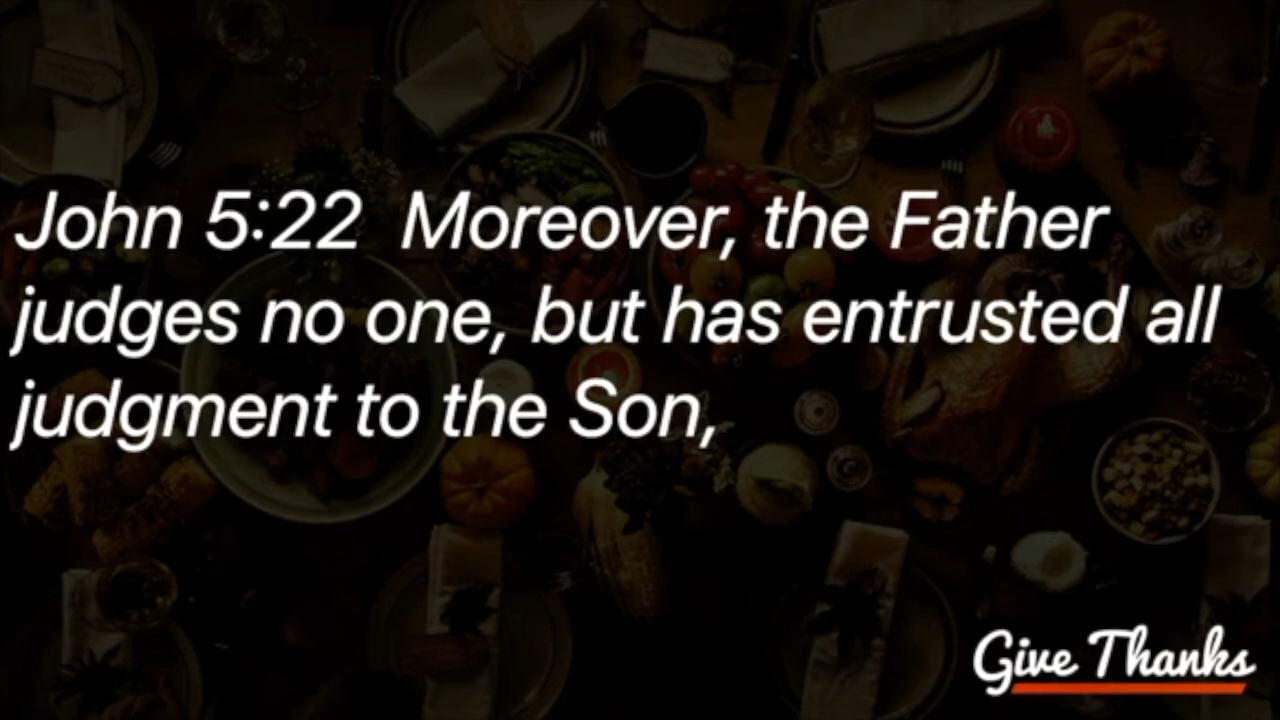 John 5:22  Moreover, the Father
judges no one, but has entrusted all
judgment to the Son,
Give Thanks